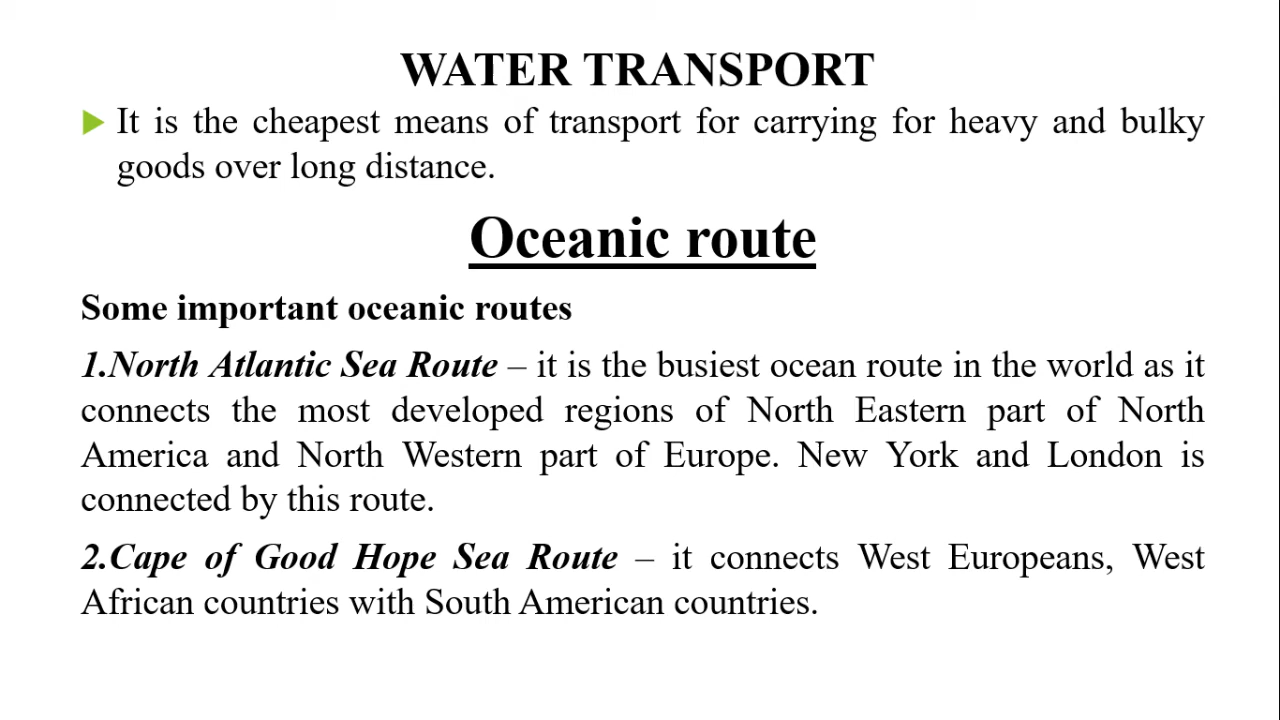 WATER TRANSPORT
It is the cheapest means of transport for carrying for heavy and bulky
goods over long distance.
Oceanic route
Some important oceanic routes
1.North Atlantic Sea Route – it is the busiest ocean route in the world as it
connects the most developed regions of North Eastern part of North
America and North Western part of Europe. New York and London is
connected by this route.
2.Cape of Good Hope Sea Route – it connects West Europeans, West
African countries with South American countries.